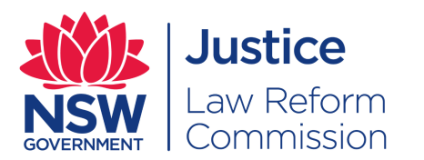 NSW
GOVERNMENT
Justice
Law Reform
Commission